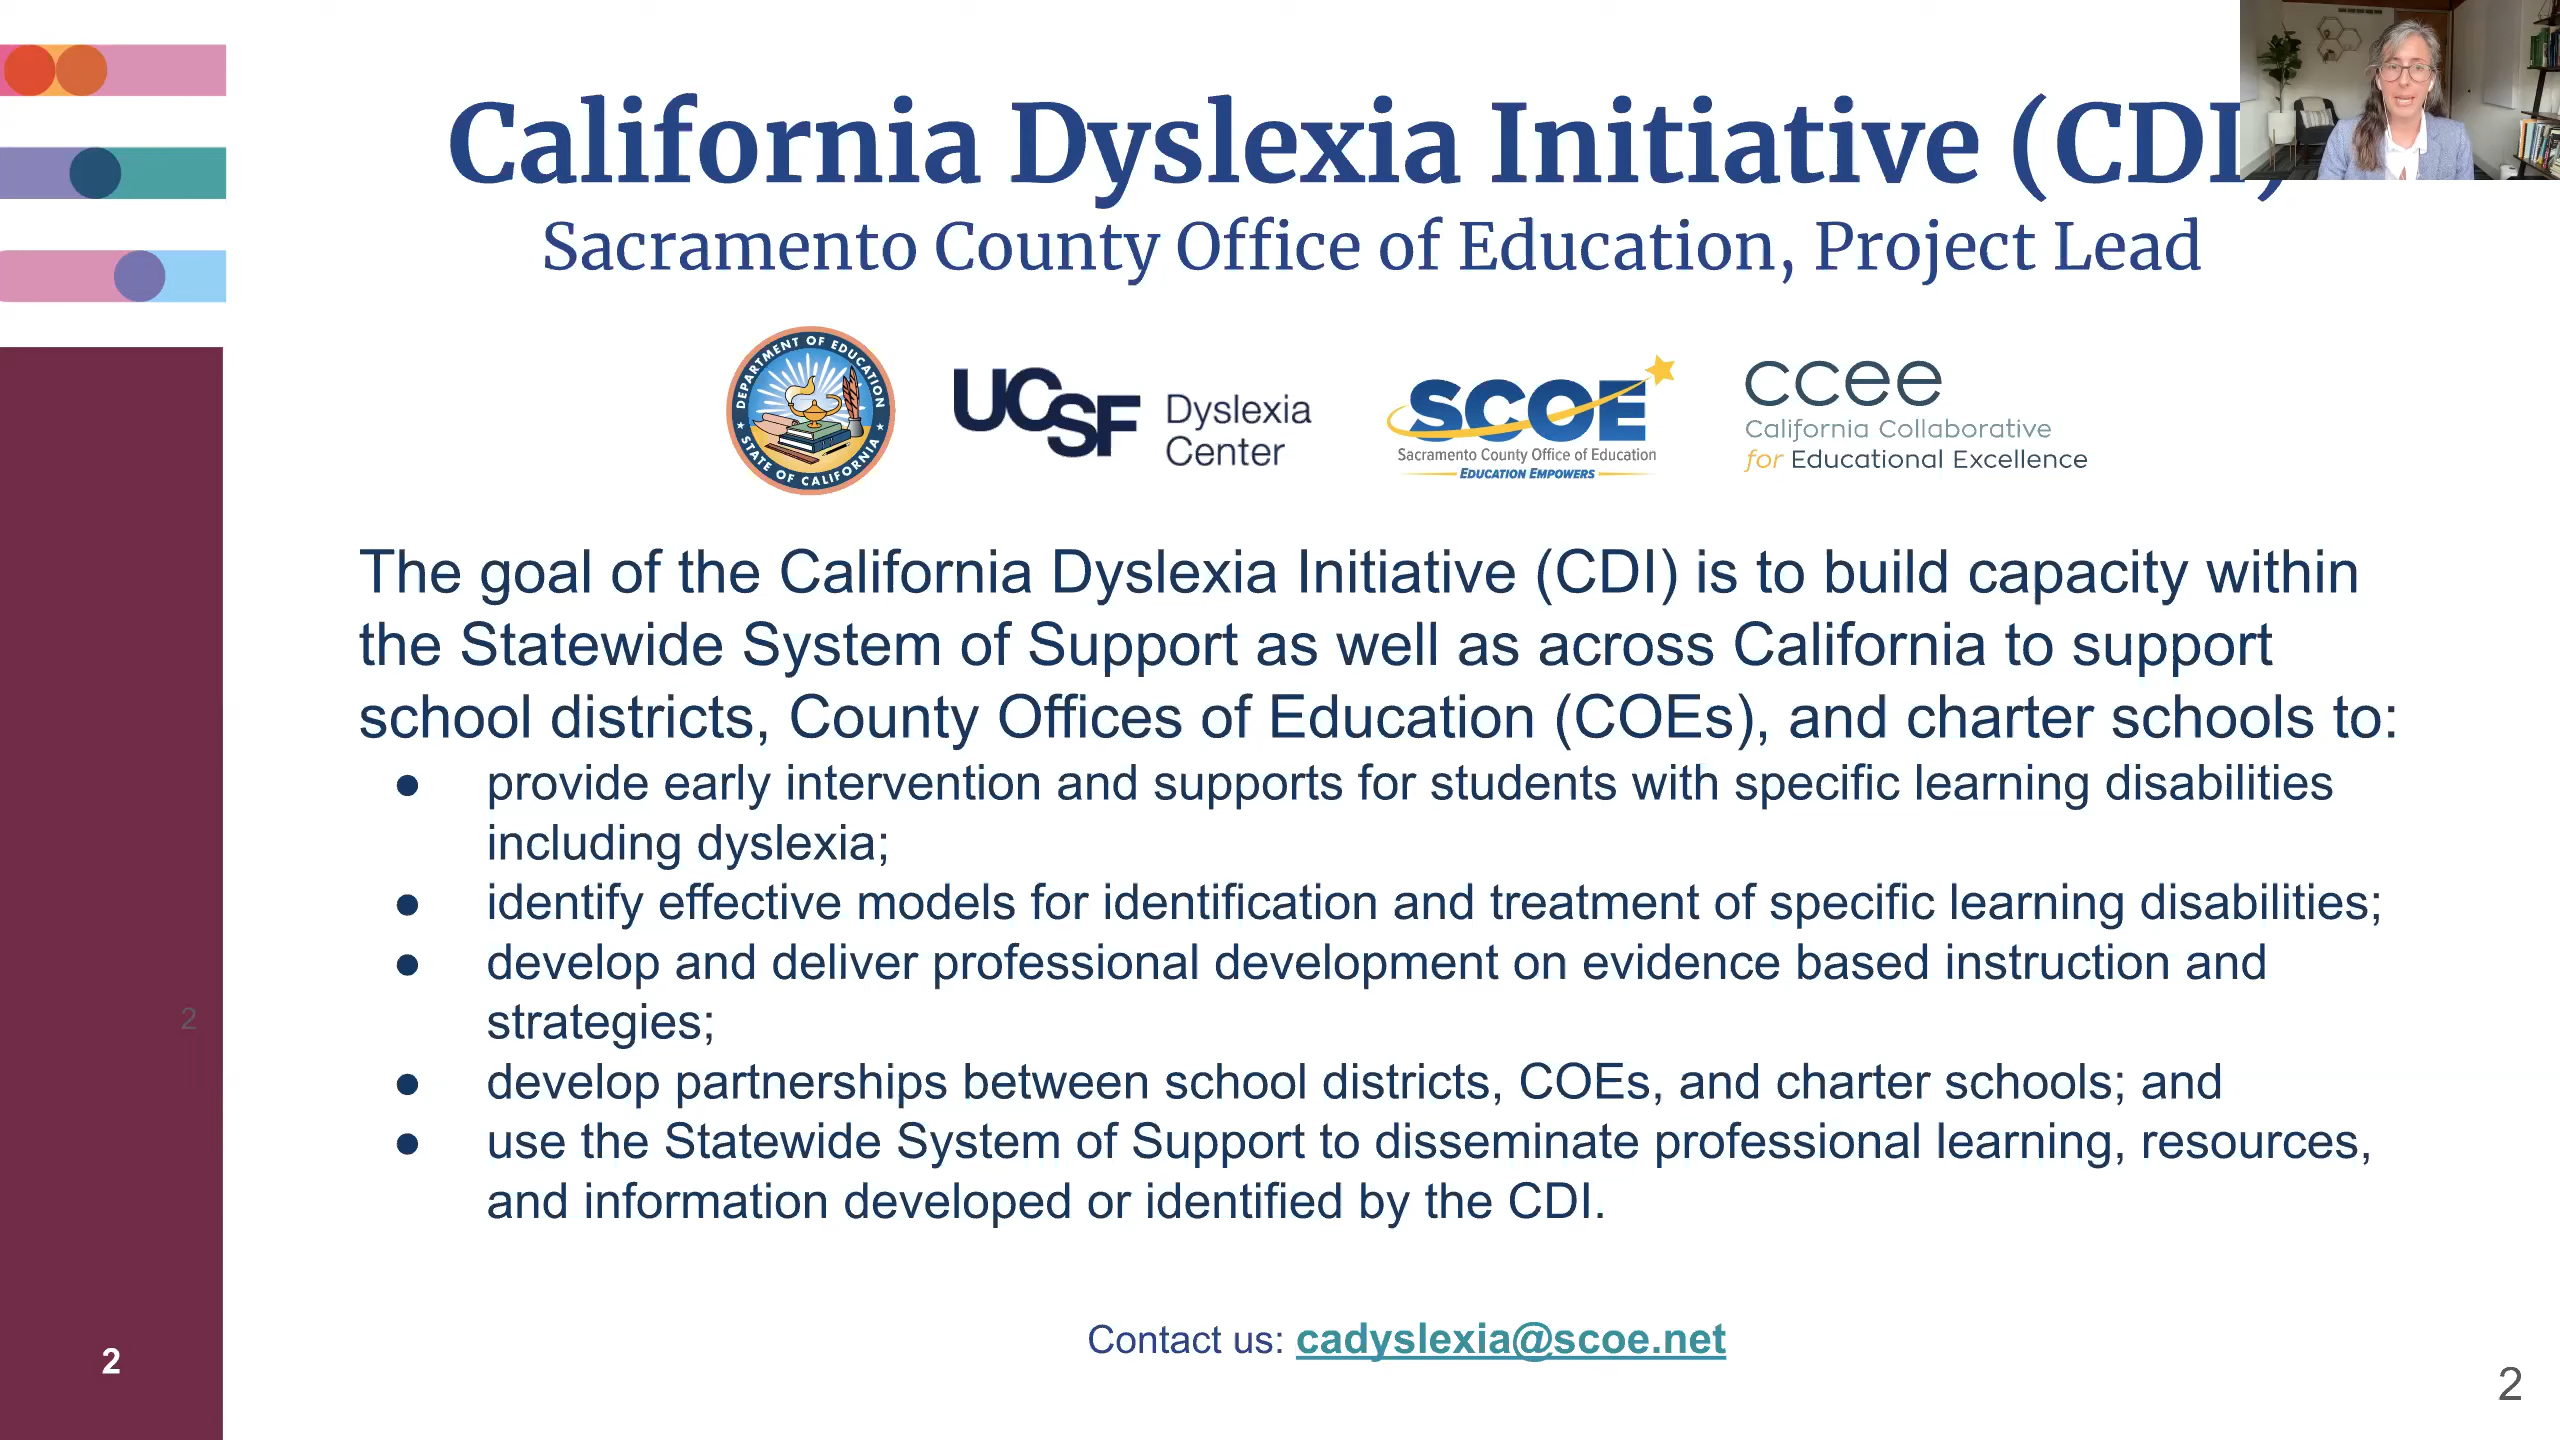 California Dyslexia Initiative (CDI)
Sacramento County Office of Education, Project Lead
DEPARTMENT OF EDUCATION
STATE OF CALIFORNIA
UCSF Dyslexia Center
SCOE
Sacramento County Office of Education
EDUCATION EMPOWERS
ccee
California Collaborative
for Educational Excellence
The goal of the California Dyslexia Initiative (CDI) is to build capacity within
the Statewide System of Support as well as across California to support
school districts, County Offices of Education (COEs), and charter schools to:
● provide early intervention and supports for students with specific learning disabilities
including dyslexia;
● identify effective models for identification and treatment of specific learning disabilities;
● develop and deliver professional development on evidence based instruction and
strategies;
● develop partnerships between school districts, COEs, and charter schools; and
● use the Statewide System of Support to disseminate professional learning, resources,
and information developed or identified by the CDI.
Contact us: cadyslexia@scoe.net
2
2
2